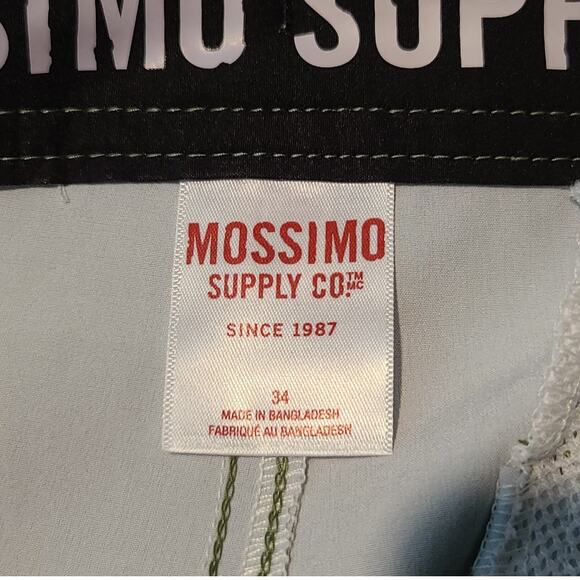 SIMO SUPP
MOSSIMO
SUPPLY CO.™ MC
SINCE 1987
34
MADE IN BANGLADESH
FABRIQUÉ AU BANGLADESH